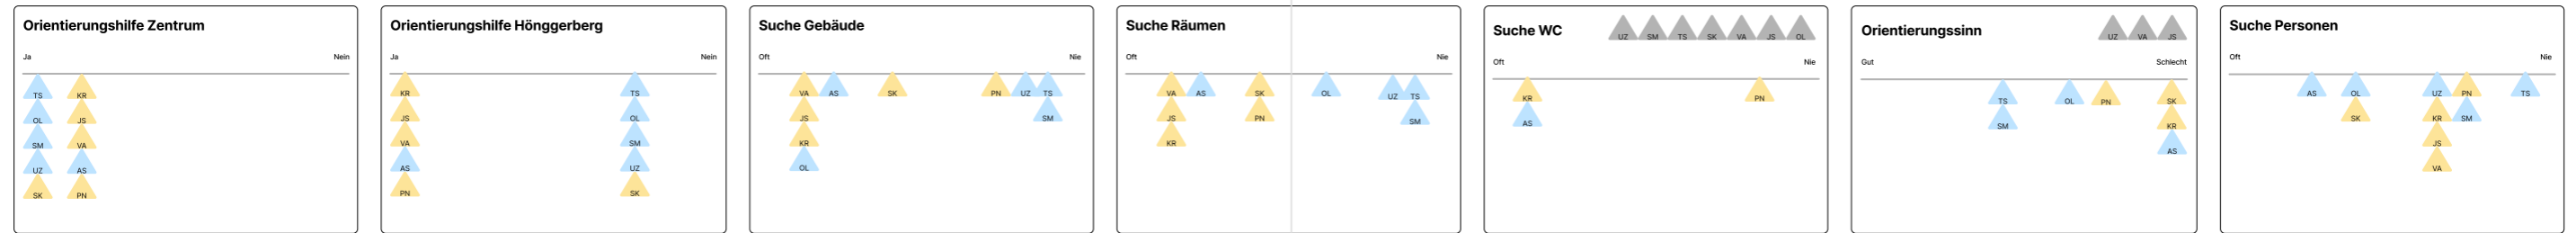 Orientierungshilfe Zentrum
Ja Nein
TS KR
OL JS
SM VA
UZ AS
SK PN
Orientierungshilfe Hönggerberg
Ja Nein
KR TS
JS OL
VA SM
AS UZ
PN SK
Suche Gebäude
Oft Nie
VA AS SK PN UZ TS
JS SM
KR
OL
Suche Räumen
Oft Nie
VA AS SK OL UZ TS
JS PN SM
KR
Suche WC UZ SM TS SK VA JS OL
Oft Nie
KR PN
AS
Orientierungssinn UZ VA JS
Gut Schlecht
TS OL PN SK
SM KR
AS
Suche Personen
Oft Nie
AS OL UZ PN TS
SK KR SM
JS
VA